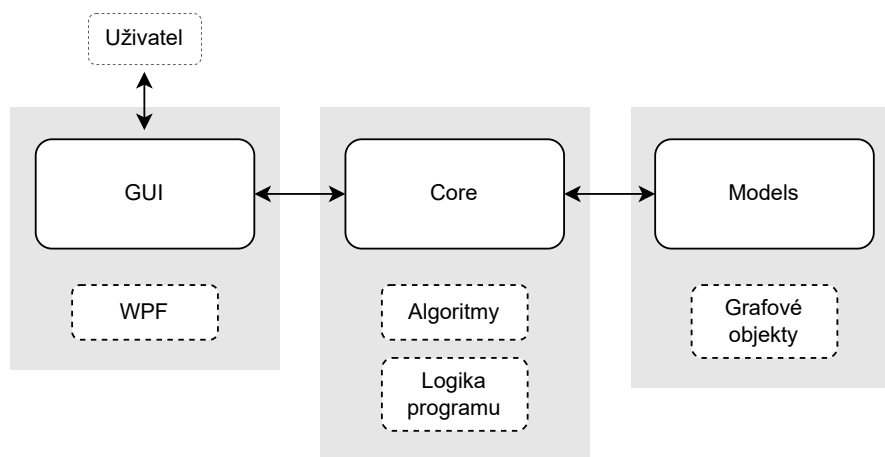 Uživatel
GUI
Core
Models
WPF
Algoritmy
Grafové
objekty
Logika
programu